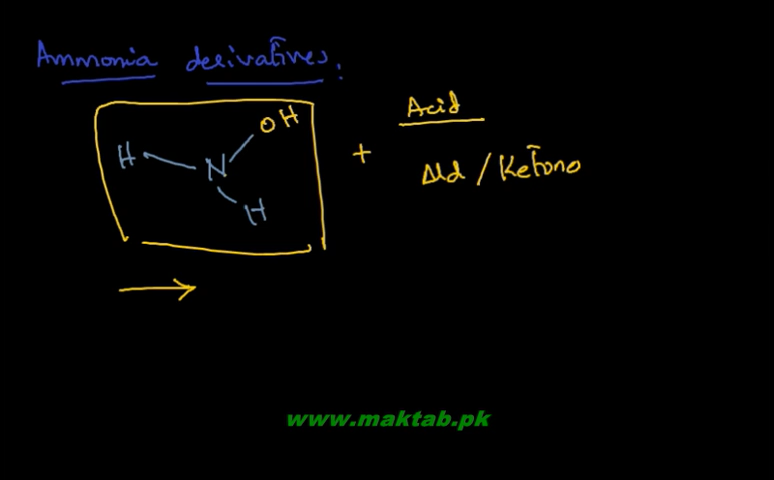 Ammonia derivatives:
Acid
OH
H N + Ald / Ketone
H
www.maktab.pk